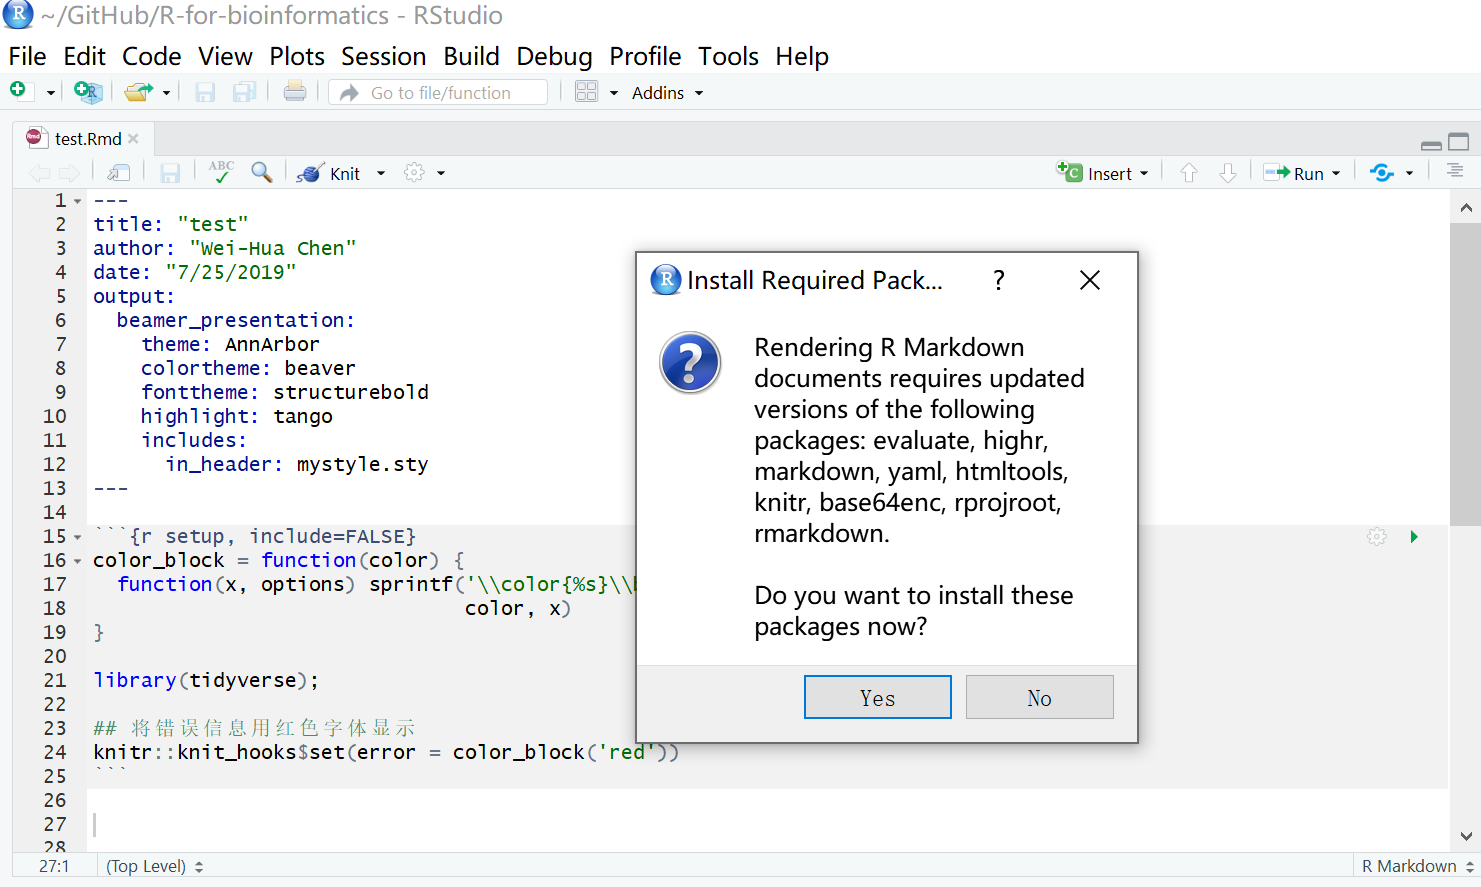 ~/GitHub/R-for-bioinformatics - RStudio
File Edit Code View Plots Session Build Debug Profile Tools Help
Go to file/function
Addins
test.Rmd
ABC
Knit
Insert
Run
1 ---
2 title: "test"
3 author: "Wei-Hua Chen"
4 date: "7/25/2019"
5 output:
6 beamer_presentation:
7 theme: AnnArbor
8 colortheme: beaver
9 fonttheme: structurebold
10 highlight: tango
11 includes:
12 in_header: mystyle.sty
13 ---
14
15 ```{r setup, include=FALSE}
16 color_block = function(color) {
17 function(x, options) sprintf('\\color{%s}\\
18 color, x)
19 }
20
21 library(tidyverse);
22
23 ## 将错误信息用红色字体显示
24 knitr::knit_hooks$set(error = color_block('red'))
25 ```
26
27
28
27:1 (Top Level)
R Markdown
Install Required Pack... ?
Rendering R Markdown
documents requires updated
versions of the following
packages: evaluate, highr,
markdown, yaml, htmltools,
knitr, base64enc, rprojroot,
rmarkdown.
Do you want to install these
packages now?
Yes
No